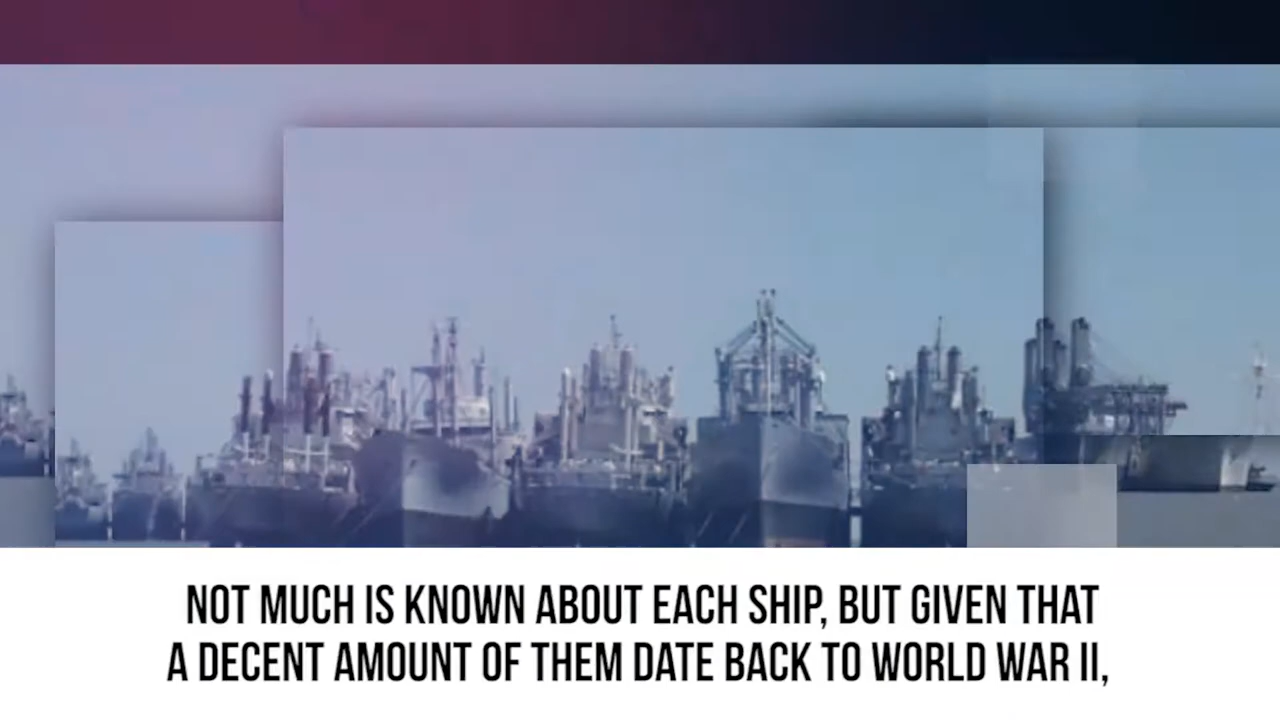 NOT MUCH IS KNOWN ABOUT EACH SHIP, BUT GIVEN THAT
A DECENT AMOUNT OF THEM DATE BACK TO WORLD WAR II,